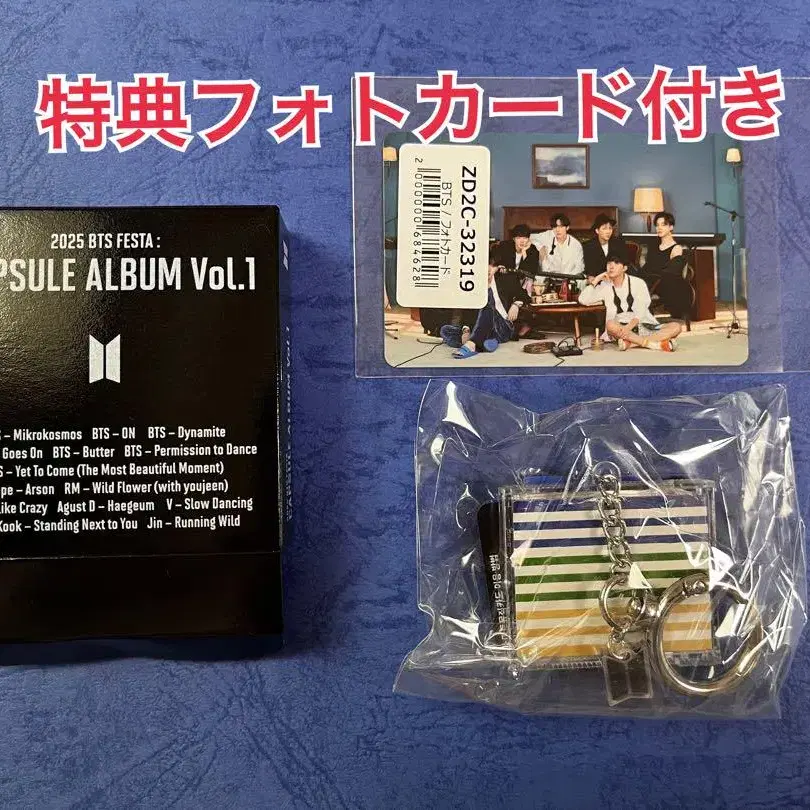 特典フォトカード付き
2025 BTS FESTA :
PSULE ALBUM Vol.1
– Mikrokosmos BTS – ON BTS – Dynamite
Goes On BTS – Butter BTS – Permission to Dance
– Yet To Come (The Most Beautiful Moment)
pe – Arson RM – Wild Flower (with youjeen)
ike Crazy Agust D – Haegeum V – Slow Dancing
Kook – Standing Next to You Jin – Running Wild
ZD2C-32319
BTS / フォトカード
2 000000 684628